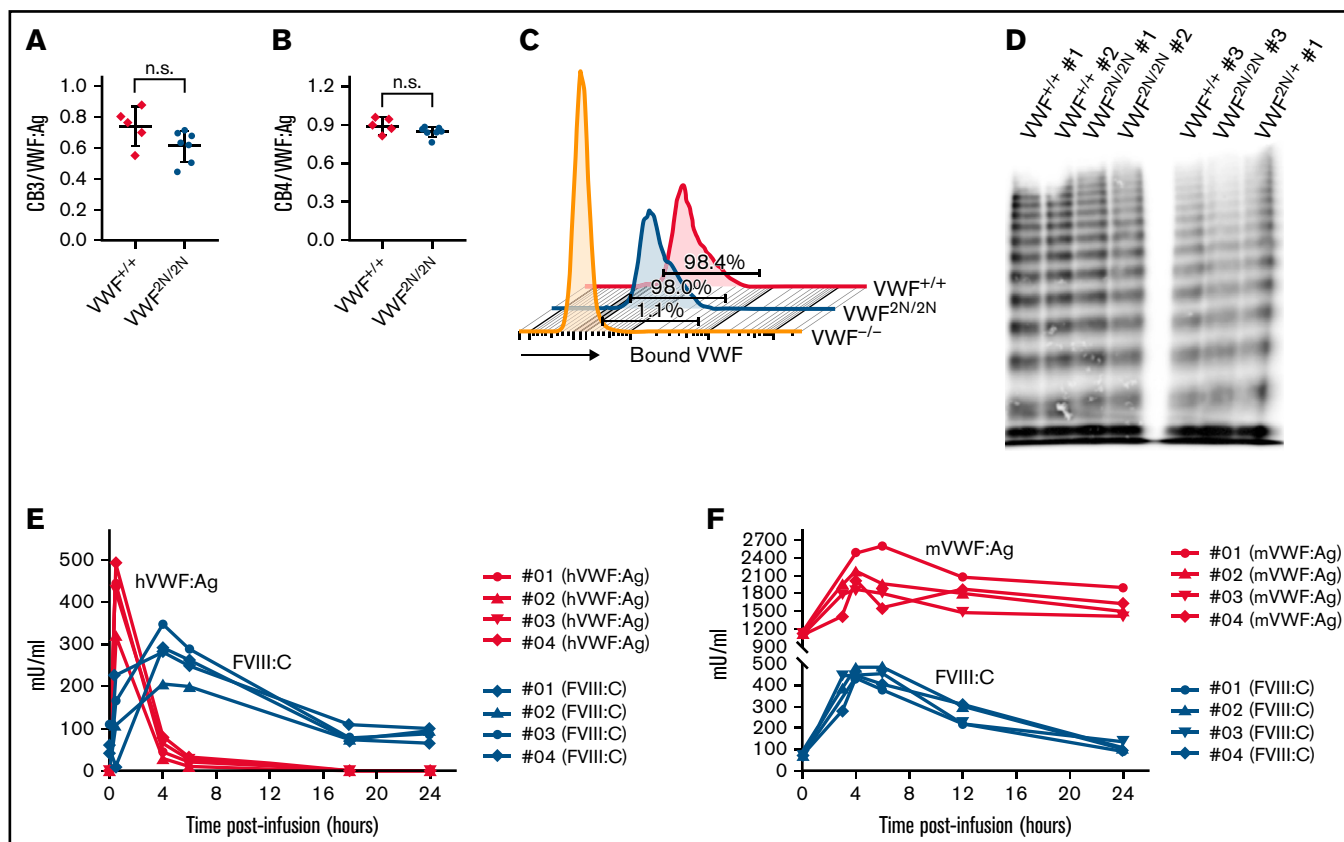 A
n.s.
1.0
0.8
0.6
0.4
0.2
0.0
CB3/VWF:Ag
VWF+/+
VWF2N/2N
B
n.s.
1.2
0.9
0.6
0.3
0.0
CB4/VWF:Ag
VWF+/+
VWF2N/2N
C
98.4%
98.0%
1.1%
VWF+/+
VWF2N/2N
VWF−/−
Bound VWF
D
VWF+/+ #1
VWF+/+ #2
VWF2N/2N #1
VWF2N/2N #2
VWF+/+ #3
VWF2N/2N #3
VWF2N/+ #1
E
500
400
300
200
100
0
mU/ml
hVWF:Ag
FVIII:C
0 4 8 12 16 20 24
Time post-infusion (hours)
#01 (hVWF:Ag)
#02 (hVWF:Ag)
#03 (hVWF:Ag)
#04 (hVWF:Ag)
#01 (FVIII:C)
#02 (FVIII:C)
#03 (FVIII:C)
#04 (FVIII:C)
F
2700
2400
2100
1800
1500
1200
900
500
400
300
200
100
0
mU/ml
mVWF:Ag
FVIII:C
0 4 8 12 16 20 24
Time post-infusion (hours)
#01 (mVWF:Ag)
#02 (mVWF:Ag)
#03 (mVWF:Ag)
#04 (mVWF:Ag)
#01 (FVIII:C)
#02 (FVIII:C)
#03 (FVIII:C)
#04 (FVIII:C)